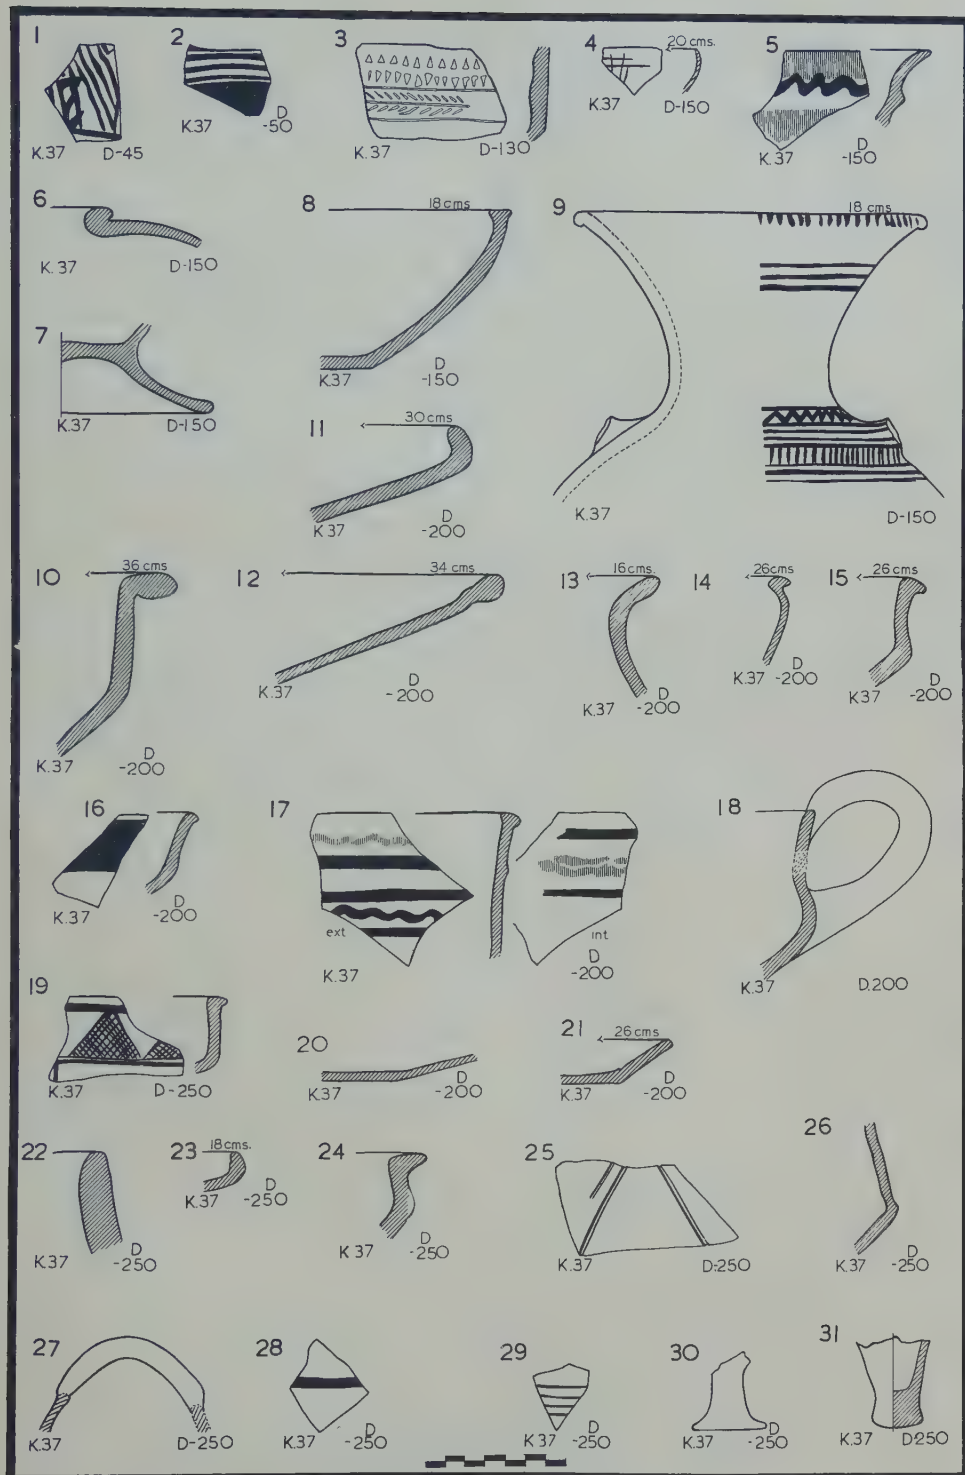 1
K.37 D-45
2
K.37 D
-50
3
K.37 D-130
4
20 cms.
K.37 D-150
5
K.37 D
-150
6
K.37 D-150
7
K.37 D-150
8
18 cms
K.37 D
-150
9
18 cms
K.37 D-150
10
36 cms
K.37 D
-200
11
30 cms
K.37 D
-200
12
34 cms
K.37 D
-200
13
16 cms.
K.37 D
-200
14
26 cms
K.37 D
-200
15
26 cms
K.37 D
-200
16
K.37 D
-200
17
ext int
K.37 D
-200
18
K.37 D.200
19
K.37 D-250
20
K.37 D
-200
21
26 cms
K.37 D
-200
22
K.37 D
-250
23
18 cms.
K.37 D
-250
24
K 37 D
-250
25
K.37 D-250
26
K.37 D
-250
27
K.37 D-250
28
K.37 D
-250
29
K 37 D
-250
30
K.37 D
-250
31
K.37 D250